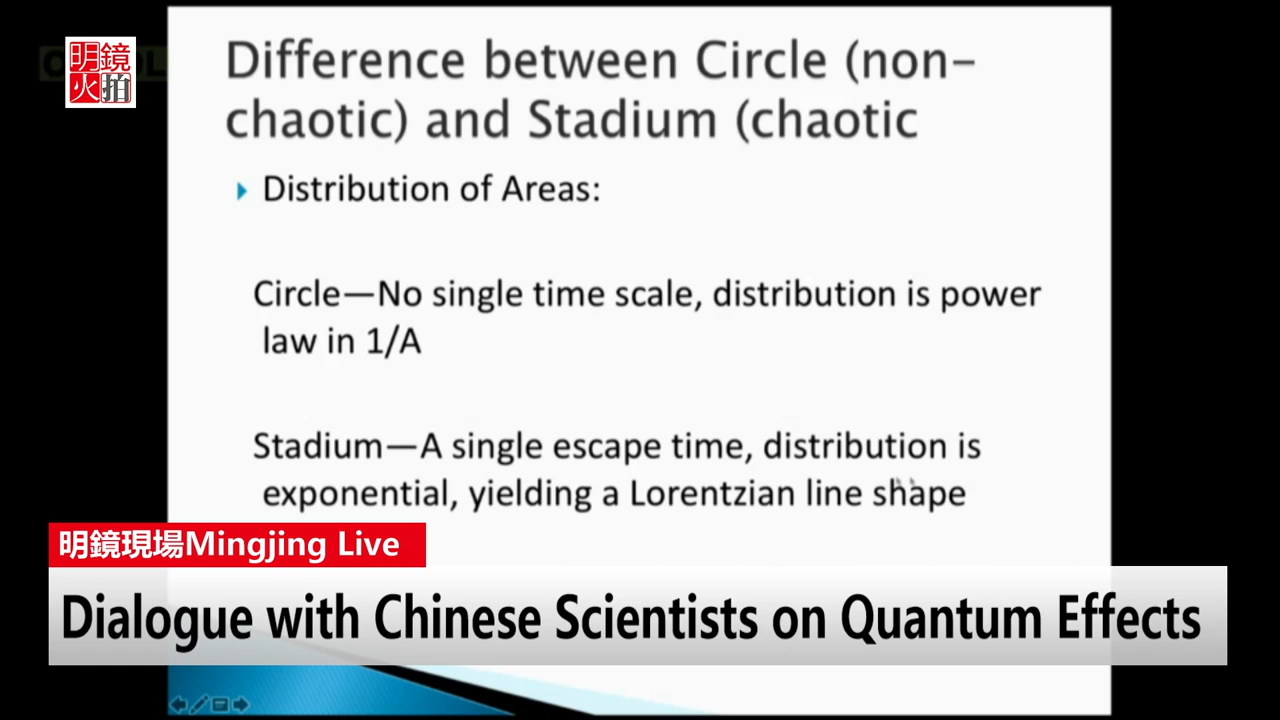 明鏡
火拍
Difference between Circle (non-
chaotic) and Stadium (chaotic
Distribution of Areas:
Circle—No single time scale, distribution is power
law in 1/A
Stadium—A single escape time, distribution is
exponential, yielding a Lorentzian line shape
明鏡現場Mingjing Live
Dialogue with Chinese Scientists on Quantum Effects